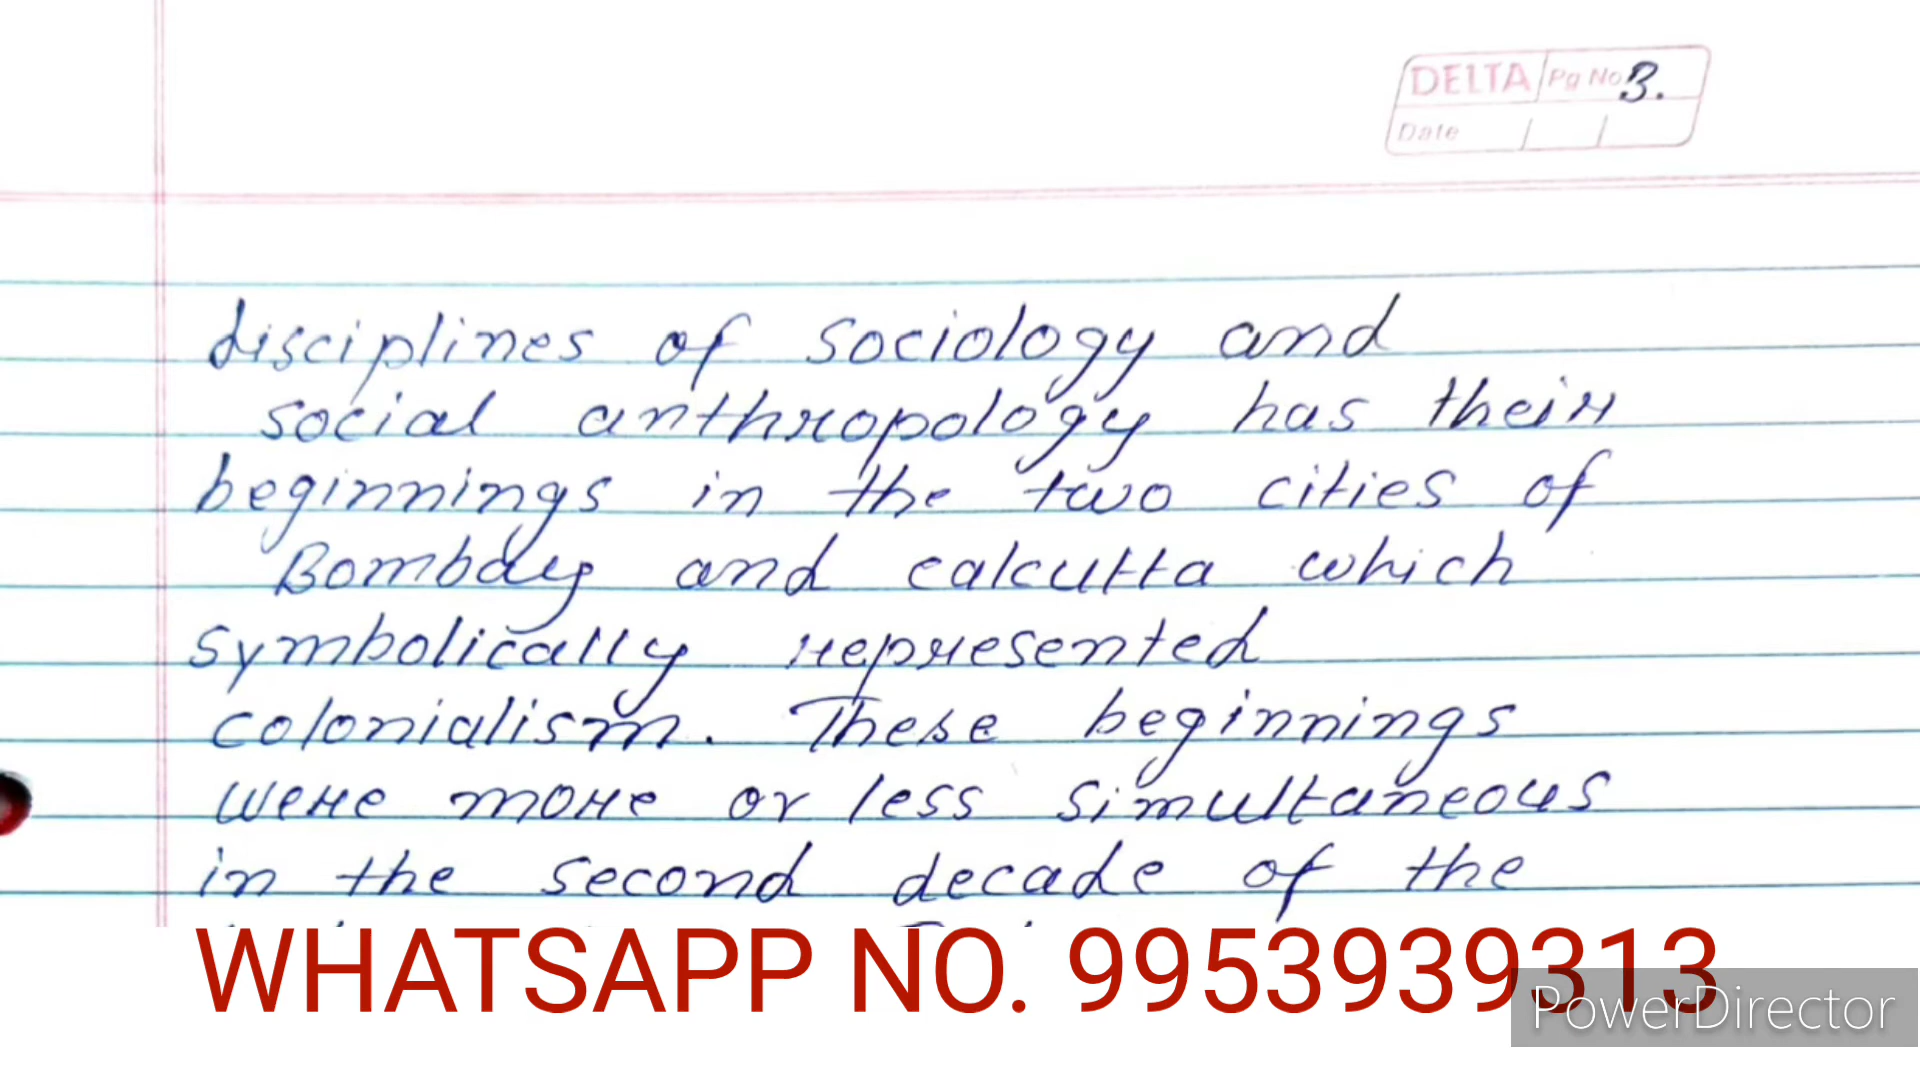 DELTA Pg No 3.
Date / /
disciplines of sociology and
social anthropology has their
beginnings in the two cities of
Bombay and calcutta which
symbolically represented
colonialism. These beginnings
were more or less simultaneous
in the second decade of the
WHATSAPP NO. 9953939313
PowerDirector